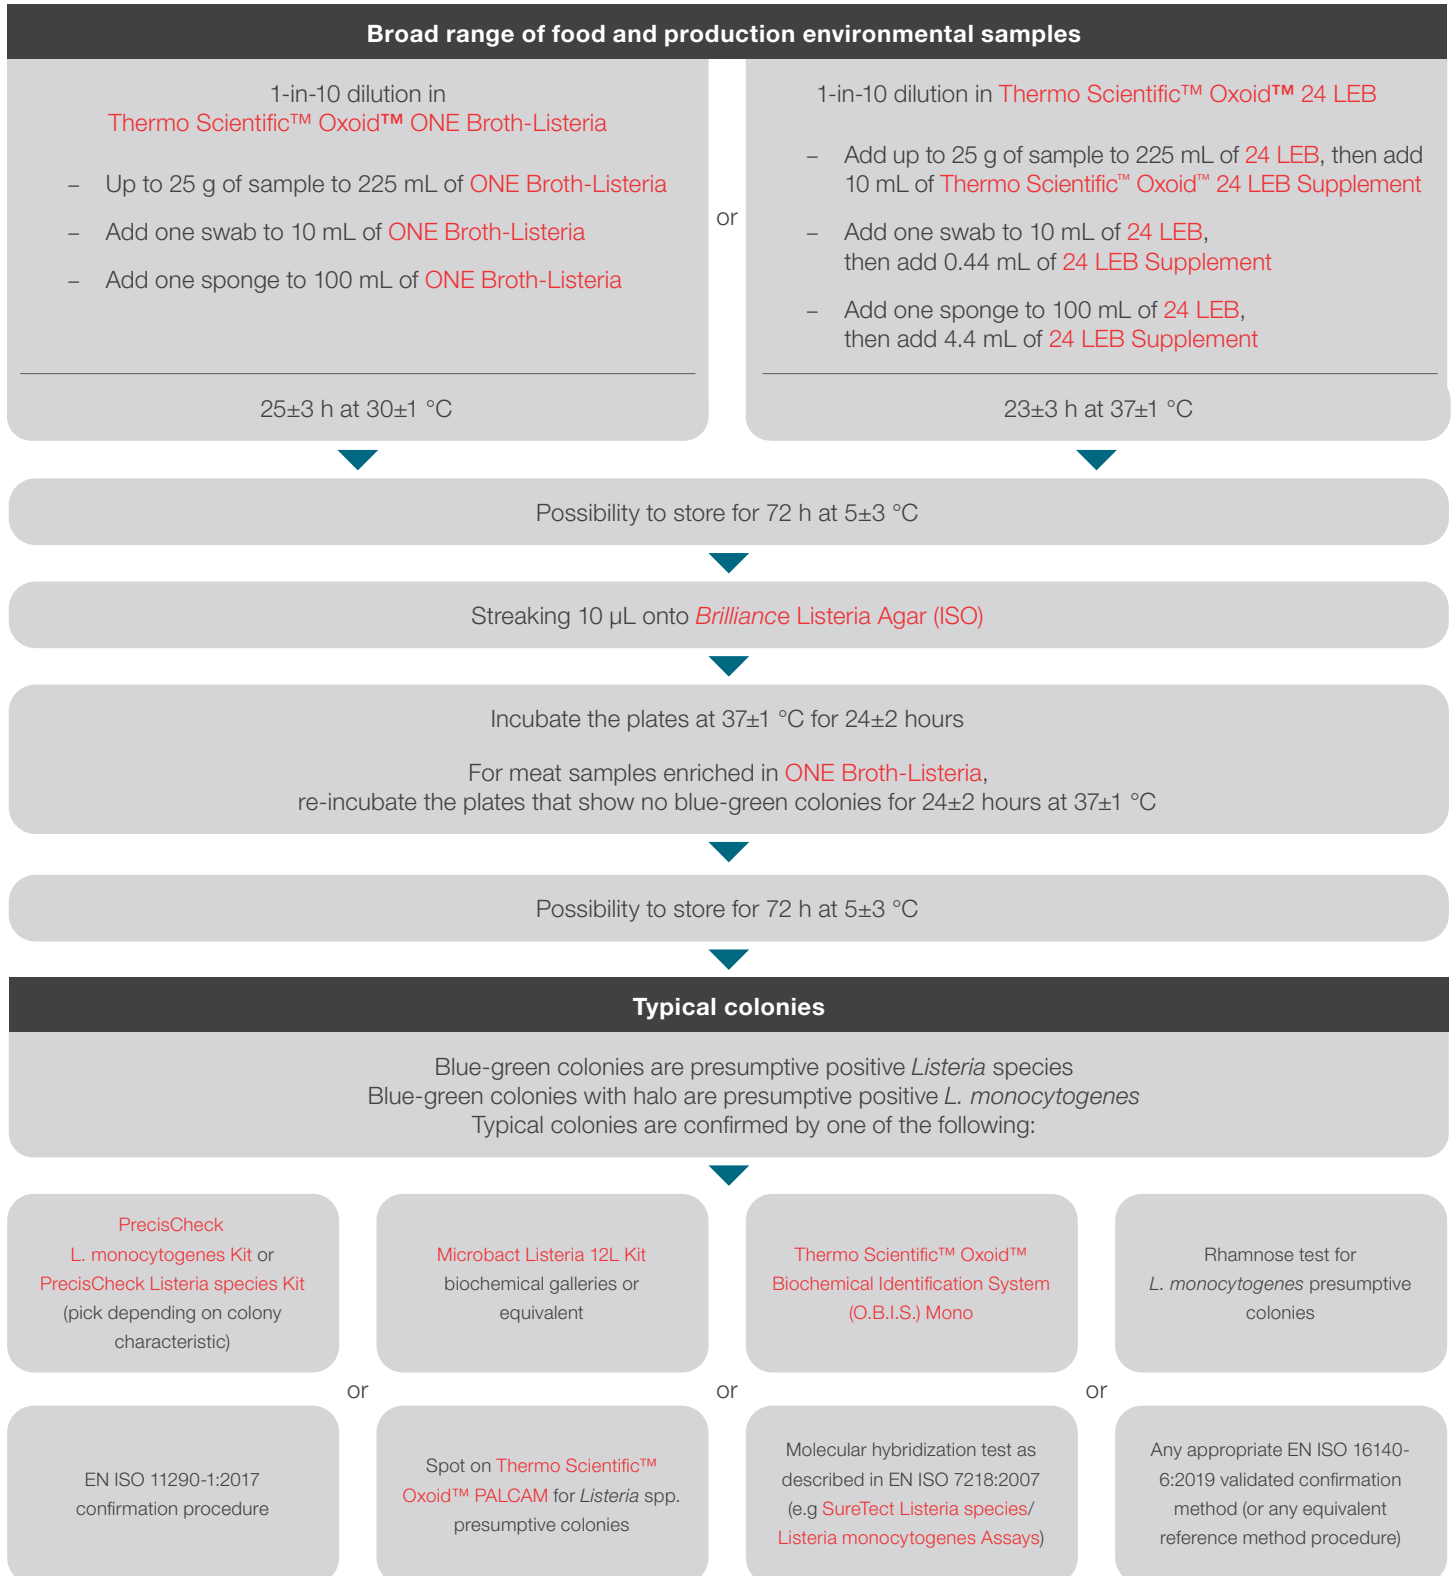 Broad range of food and production environmental samples
1-in-10 dilution in
Thermo Scientific™ Oxoid™ ONE Broth-Listeria
– Up to 25 g of sample to 225 mL of ONE Broth-Listeria
– Add one swab to 10 mL of ONE Broth-Listeria
– Add one sponge to 100 mL of ONE Broth-Listeria
25±3 h at 30±1 °C
or
1-in-10 dilution in Thermo Scientific™ Oxoid™ 24 LEB
– Add up to 25 g of sample to 225 mL of 24 LEB, then add
10 mL of Thermo Scientific™ Oxoid™ 24 LEB Supplement
– Add one swab to 10 mL of 24 LEB,
then add 0.44 mL of 24 LEB Supplement
– Add one sponge to 100 mL of 24 LEB,
then add 4.4 mL of 24 LEB Supplement
23±3 h at 37±1 °C
Possibility to store for 72 h at 5±3 °C
Streaking 10 µL onto Brilliance Listeria Agar (ISO)
Incubate the plates at 37±1 °C for 24±2 hours
For meat samples enriched in ONE Broth-Listeria,
re-incubate the plates that show no blue-green colonies for 24±2 hours at 37±1 °C
Possibility to store for 72 h at 5±3 °C
Typical colonies
Blue-green colonies are presumptive positive Listeria species
Blue-green colonies with halo are presumptive positive L. monocytogenes
Typical colonies are confirmed by one of the following:
PrecisCheck
L. monocytogenes Kit or
PrecisCheck Listeria species Kit
(pick depending on colony
characteristic)
Microbact Listeria 12L Kit
biochemical galleries or
equivalent
Thermo Scientific™ Oxoid™
Biochemical Identification System
(O.B.I.S.) Mono
Rhamnose test for
L. monocytogenes presumptive
colonies
or
or
or
EN ISO 11290-1:2017
confirmation procedure
Spot on Thermo Scientific™
Oxoid™ PALCAM for Listeria spp.
presumptive colonies
Molecular hybridization test as
described in EN ISO 7218:2007
(e.g SureTect Listeria species/
Listeria monocytogenes Assays)
Any appropriate EN ISO 16140-
6:2019 validated confirmation
method (or any equivalent
reference method procedure)